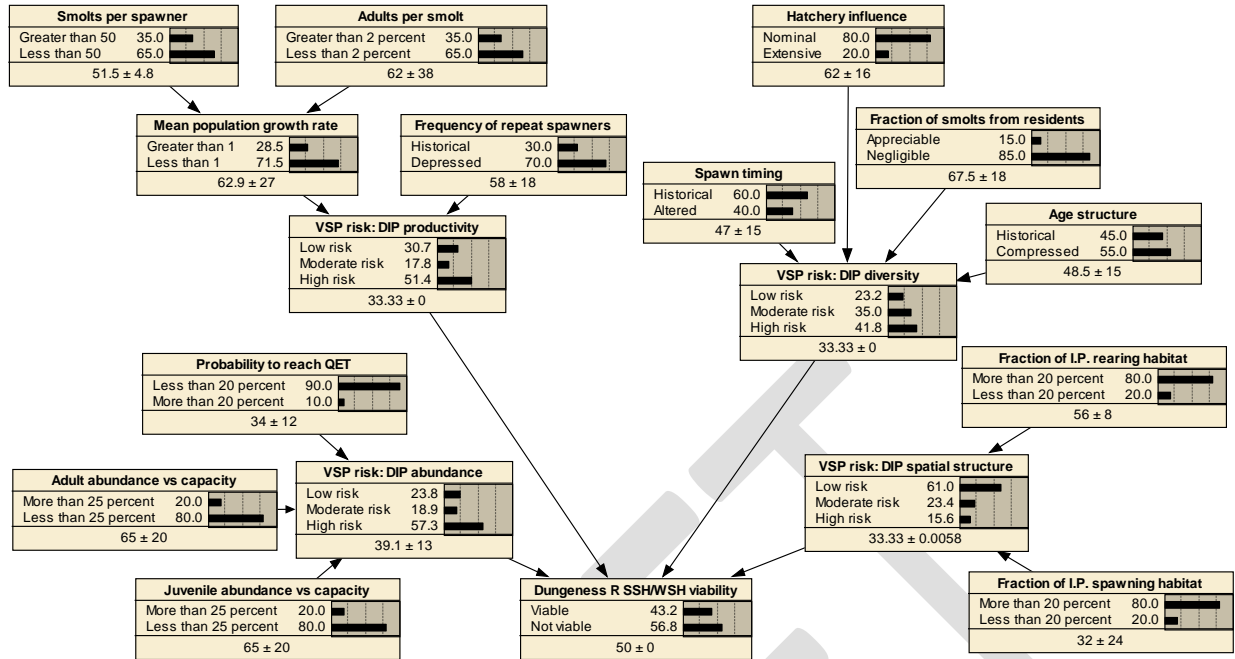 Smolts per spawner
Greater than 50 35.0
Less than 50 65.0
51.5 ± 4.8
Adults per smolt
Greater than 2 percent 35.0
Less than 2 percent 65.0
62 ± 38
Hatchery influence
Nominal 80.0
Extensive 20.0
62 ± 16
Mean population growth rate
Greater than 1 28.5
Less than 1 71.5
62.9 ± 27
Frequency of repeat spawners
Historical 30.0
Depressed 70.0
58 ± 18
Fraction of smolts from residents
Appreciable 15.0
Negligible 85.0
67.5 ± 18
Spawn timing
Historical 60.0
Altered 40.0
47 ± 15
Age structure
Historical 45.0
Compressed 55.0
48.5 ± 15
VSP risk: DIP productivity
Low risk 30.7
Moderate risk 17.8
High risk 51.4
33.33 ± 0
VSP risk: DIP diversity
Low risk 23.2
Moderate risk 35.0
High risk 41.8
33.33 ± 0
Probability to reach QET
Less than 20 percent 90.0
More than 20 percent 10.0
34 ± 12
Fraction of I.P. rearing habitat
More than 20 percent 80.0
Less than 20 percent 20.0
56 ± 8
Adult abundance vs capacity
More than 25 percent 20.0
Less than 25 percent 80.0
65 ± 20
VSP risk: DIP abundance
Low risk 23.8
Moderate risk 18.9
High risk 57.3
39.1 ± 13
VSP risk: DIP spatial structure
Low risk 61.0
Moderate risk 23.4
High risk 15.6
33.33 ± 0.0058
Juvenile abundance vs capacity
More than 25 percent 20.0
Less than 25 percent 80.0
65 ± 20
Dungeness R SSH/WSH viability
Viable 43.2
Not viable 56.8
50 ± 0
Fraction of I.P. spawning habitat
More than 20 percent 80.0
Less than 20 percent 20.0
32 ± 24